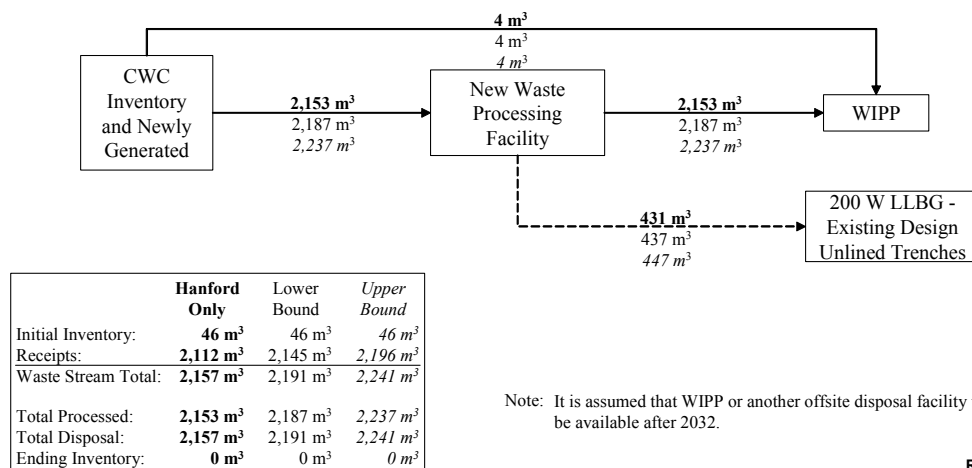 4 m³
4 m³
4 m³
CWC
Inventory
and Newly
Generated
2,153 m³
2,187 m³
2,237 m³
New Waste
Processing
Facility
2,153 m³
2,187 m³
2,237 m³
WIPP
431 m³
437 m³
447 m³
200 W LLBG -
Existing Design
Unlined Trenches
Hanford Lower Upper
Only Bound Bound
Initial Inventory: 46 m³ 46 m³ 46 m³
Receipts: 2,112 m³ 2,145 m³ 2,196 m³
Waste Stream Total: 2,157 m³ 2,191 m³ 2,241 m³
Total Processed: 2,153 m³ 2,187 m³ 2,237 m³
Total Disposal: 2,157 m³ 2,191 m³ 2,241 m³
Ending Inventory: 0 m³ 0 m³ 0 m³
Note: It is assumed that WIPP or another offsite disposal facility
be available after 2032.